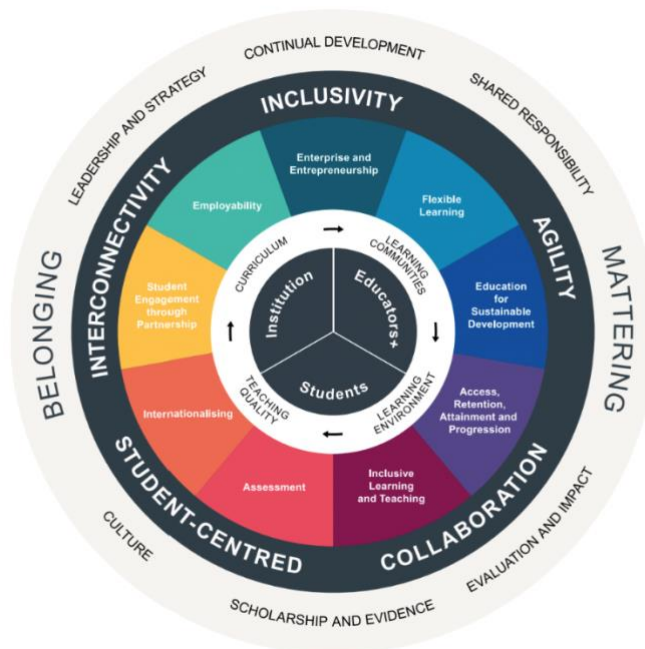 CONTINUAL DEVELOPMENT
SHARED RESPONSIBILITY
MATTERING
EVALUATION AND IMPACT
SCHOLARSHIP AND EVIDENCE
CULTURE
BELONGING
LEADERSHIP AND STRATEGY
INCLUSIVITY
AGILITY
COLLABORATION
STUDENT-CENTRED
INTERCONNECTIVITY
Enterprise and
Entrepreneurship
Flexible
Learning
Education
for
Sustainable
Development
Access,
Retention,
Attainment and
Progression
Inclusive
Learning
and Teaching
Assessment
Internationalising
Student
Engagement
through
Partnership
Employability
CURRICULUM
LEARNING
COMMUNITIES
LEARNING
ENVIRONMENT
TEACHING
QUALITY
Institution
Educators+
Students